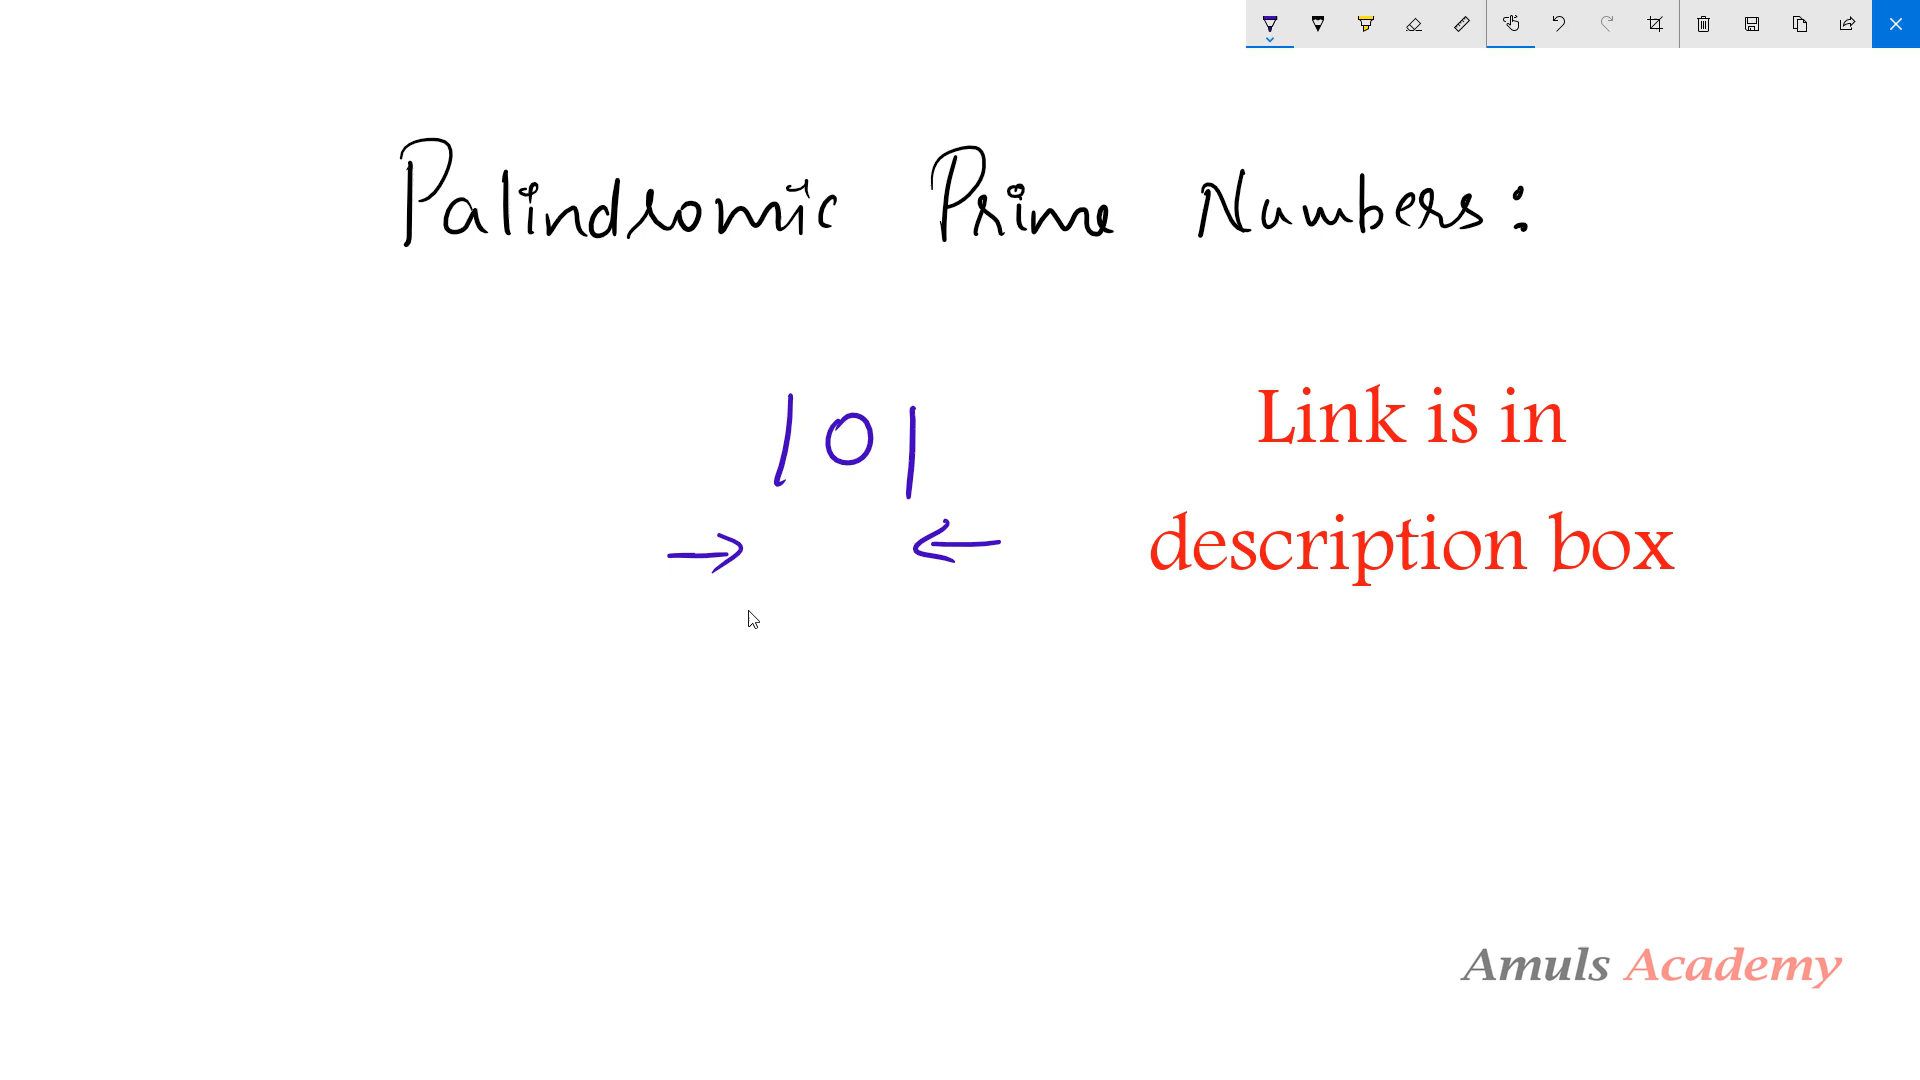 Palindromic Prime Numbers:
101
Link is in
description box
Amuls Academy